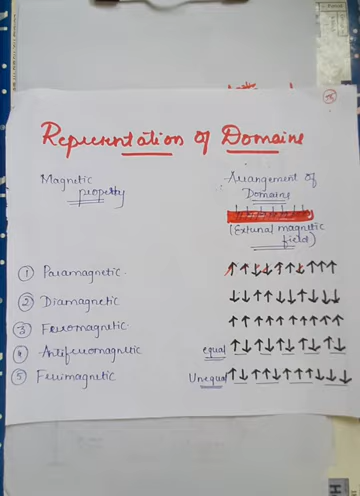 Representation of Domains
Magnetic property
Arrangement of Domains
(External magnetic field)
① Paramagnetic.
② Diamagnetic
③ Ferromagnetic.
④ Antiferromagnetic
equal
⑤ Ferrimagnetic
Unequal